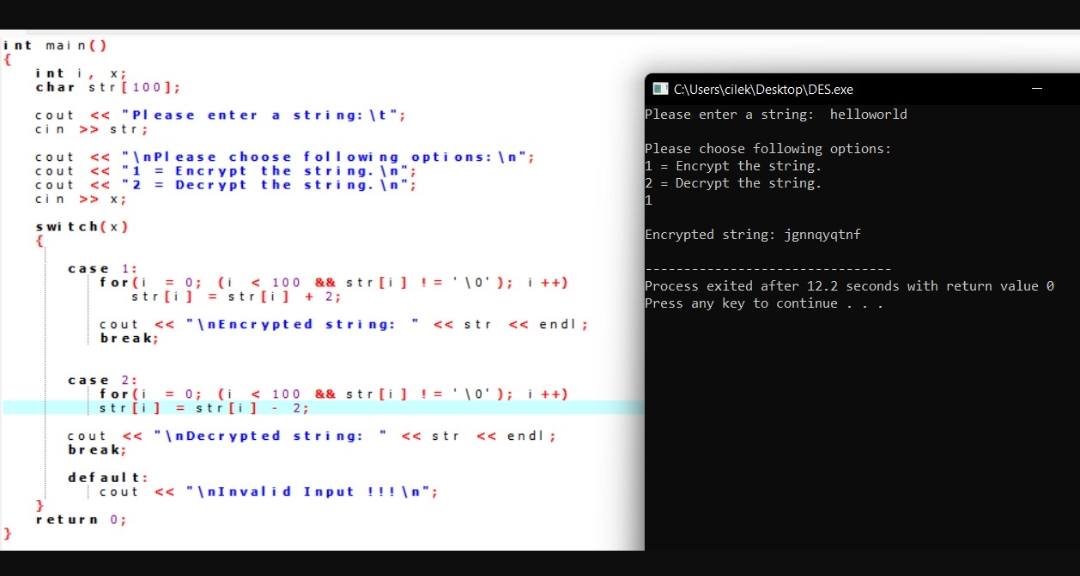 int main()
{
int i, x;
char str[100];
cout << "Please enter a string:\t";
cin >> str;
cout << "\nPlease choose following options:\n";
cout << "1 = Encrypt the string.\n";
cout << "2 = Decrypt the string.\n";
cin >> x;
switch(x)
{
case 1:
for(i = 0; (i < 100 && str[i] != '\0'); i++)
str[i] = str[i] + 2;
cout << "\nEncrypted string: " << str << endl;
break;
case 2:
for(i = 0; (i < 100 && str[i] != '\0'); i++)
str[i] = str[i] - 2;
cout << "\nDecrypted string: " << str << endl;
break;
default:
cout << "\nInvalid Input !!!\n";
}
return 0;
}
C:\Users\cilek\Desktop\DES.exe
Please enter a string: helloworld
Please choose following options:
1 = Encrypt the string.
2 = Decrypt the string.
1
Encrypted string: jgnnqyqtnf
--------------------------------
Process exited after 12.2 seconds with return value 0
Press any key to continue . . .